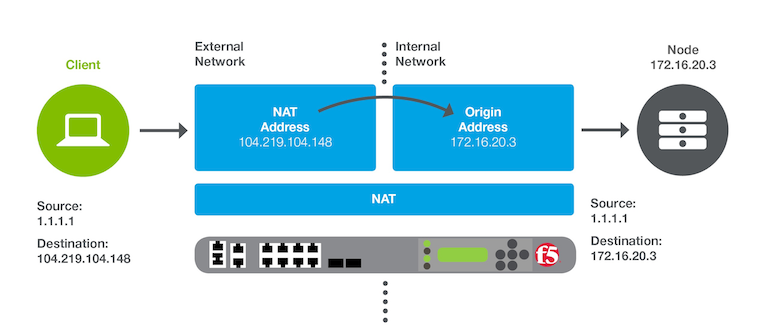 External
Network
Internal
Network
Node
172.16.20.3
Client
NAT
Address
104.219.104.148
Origin
Address
172.16.20.3
NAT
Source:
1.1.1.1
Destination:
104.219.104.148
Source:
1.1.1.1
Destination:
172.16.20.3
f5